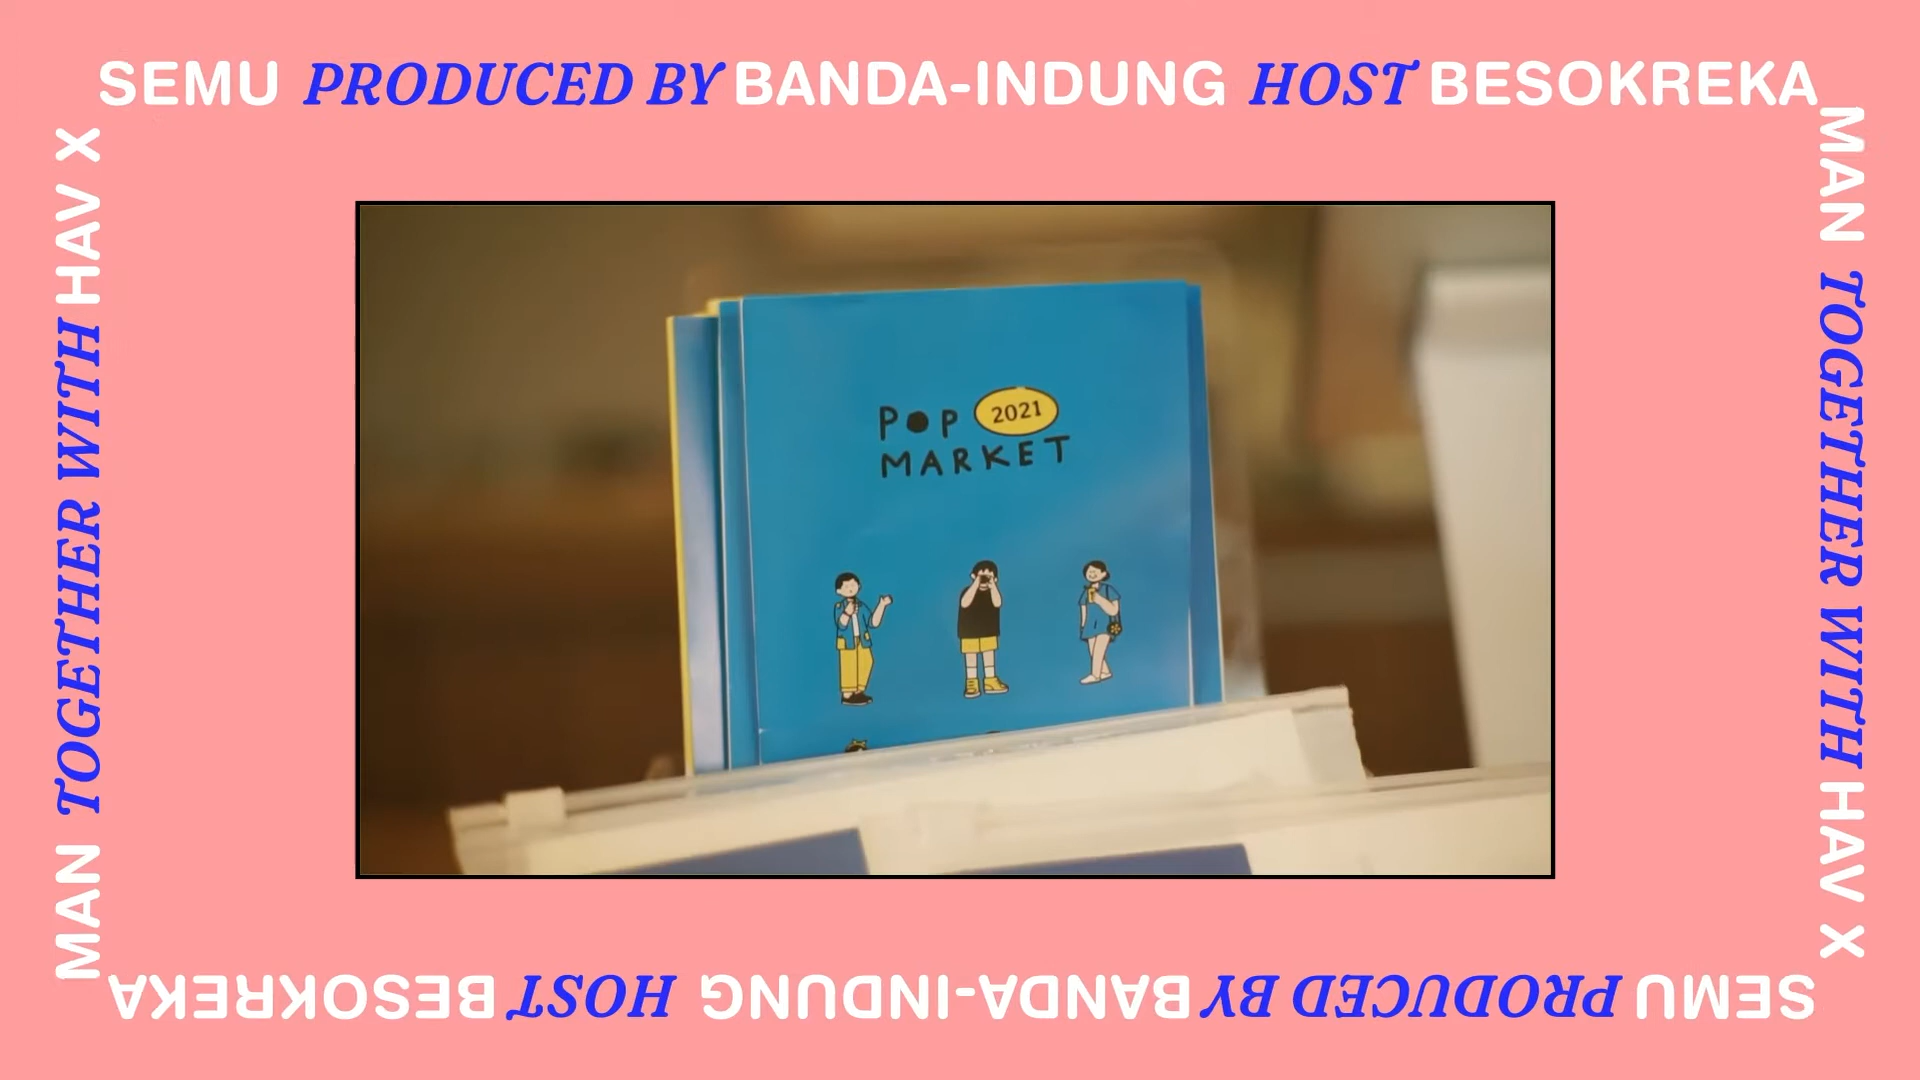 SEMU PRODUCED BY BANDA-INDUNG HOST BESOKREKA
MAN TOGETHER WITH HAV X
POP 2021
MARKET
SEMU PRODUCED BY BANDA-INDUNG HOST BESOKREKA
MAN TOGETHER WITH HAV X